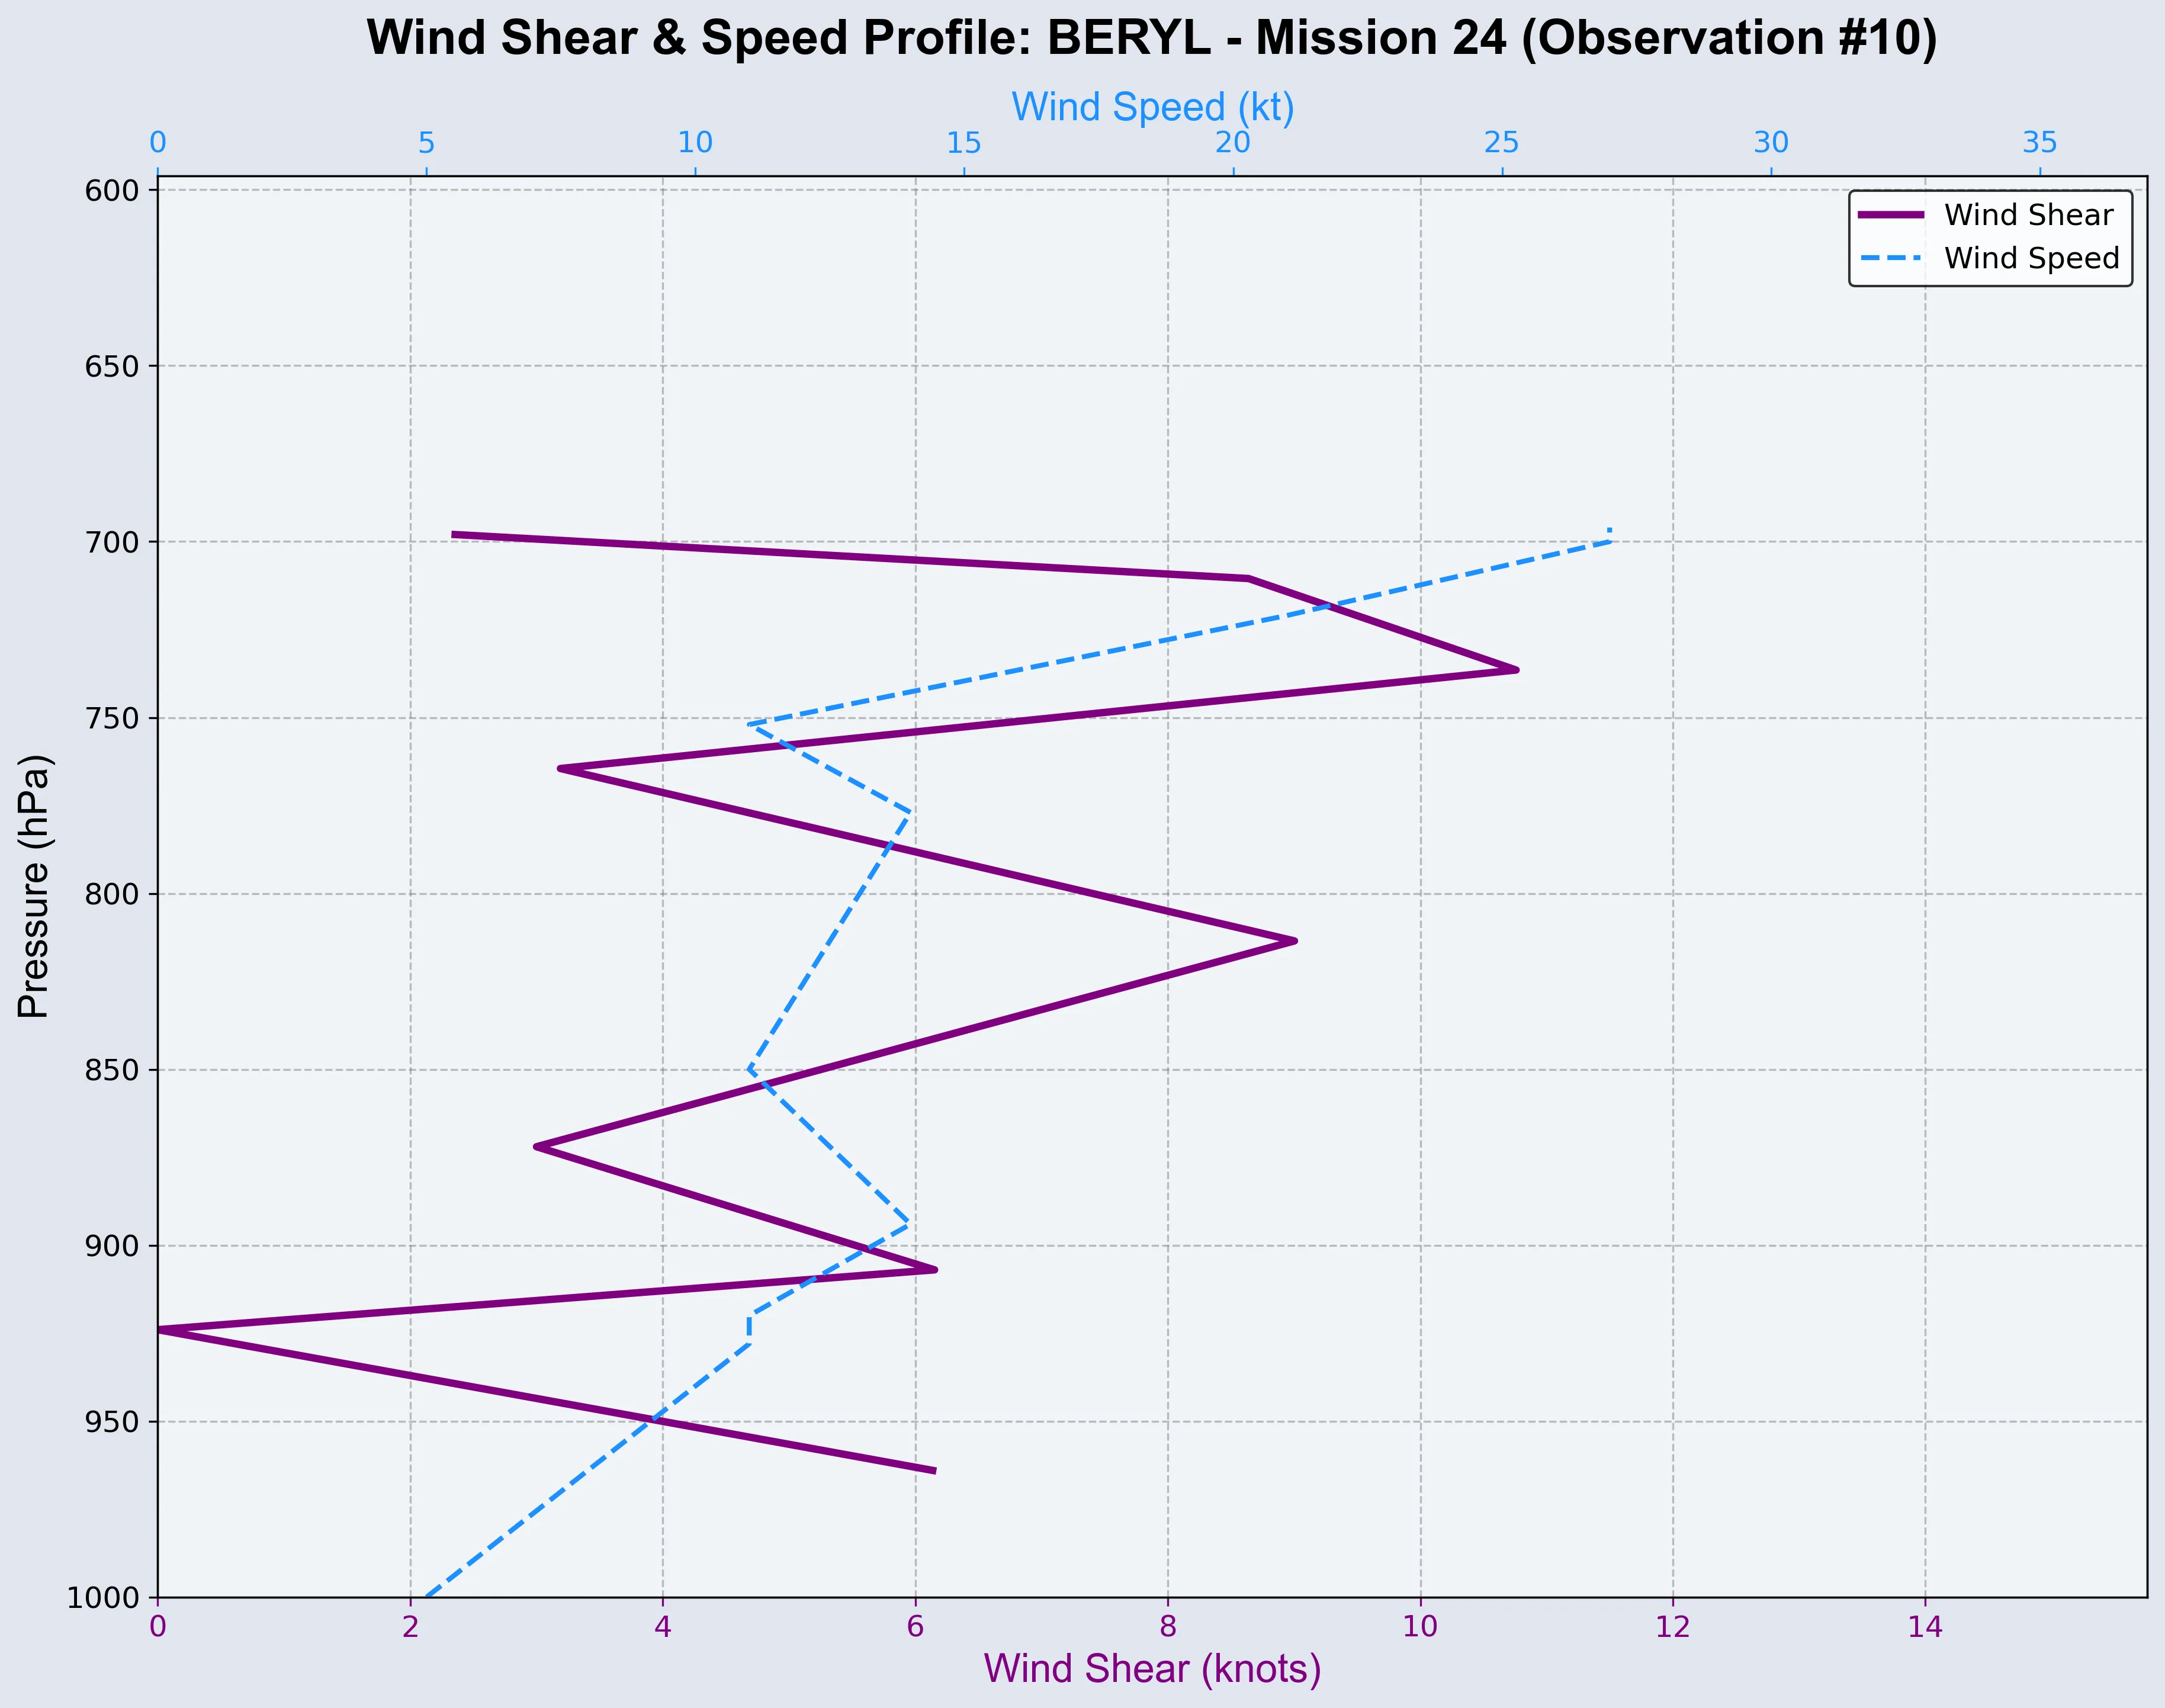 Wind Shear & Speed Profile: BERYL - Mission 24 (Observation #10)
Wind Speed (kt)
0 5 10 15 20 25 30 35
Wind Shear
Wind Speed
Pressure (hPa)
600
650
700
750
800
850
900
950
1000
0 2 4 6 8 10 12 14
Wind Shear (knots)